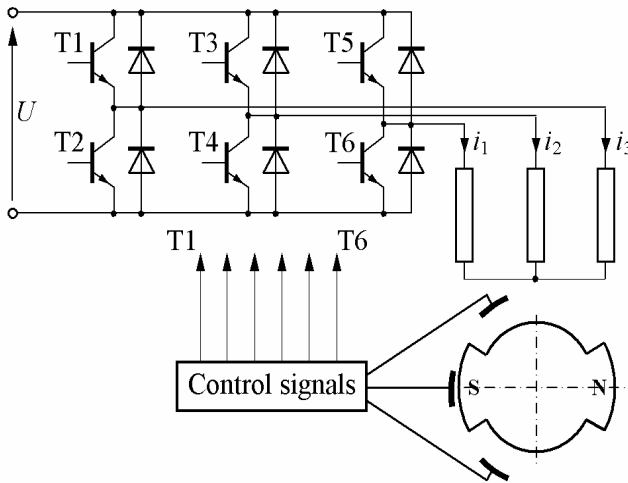 T1 T3 T5
U
T2 T4 T6 i1 i2 i3
T1 T6
Control signals
S N